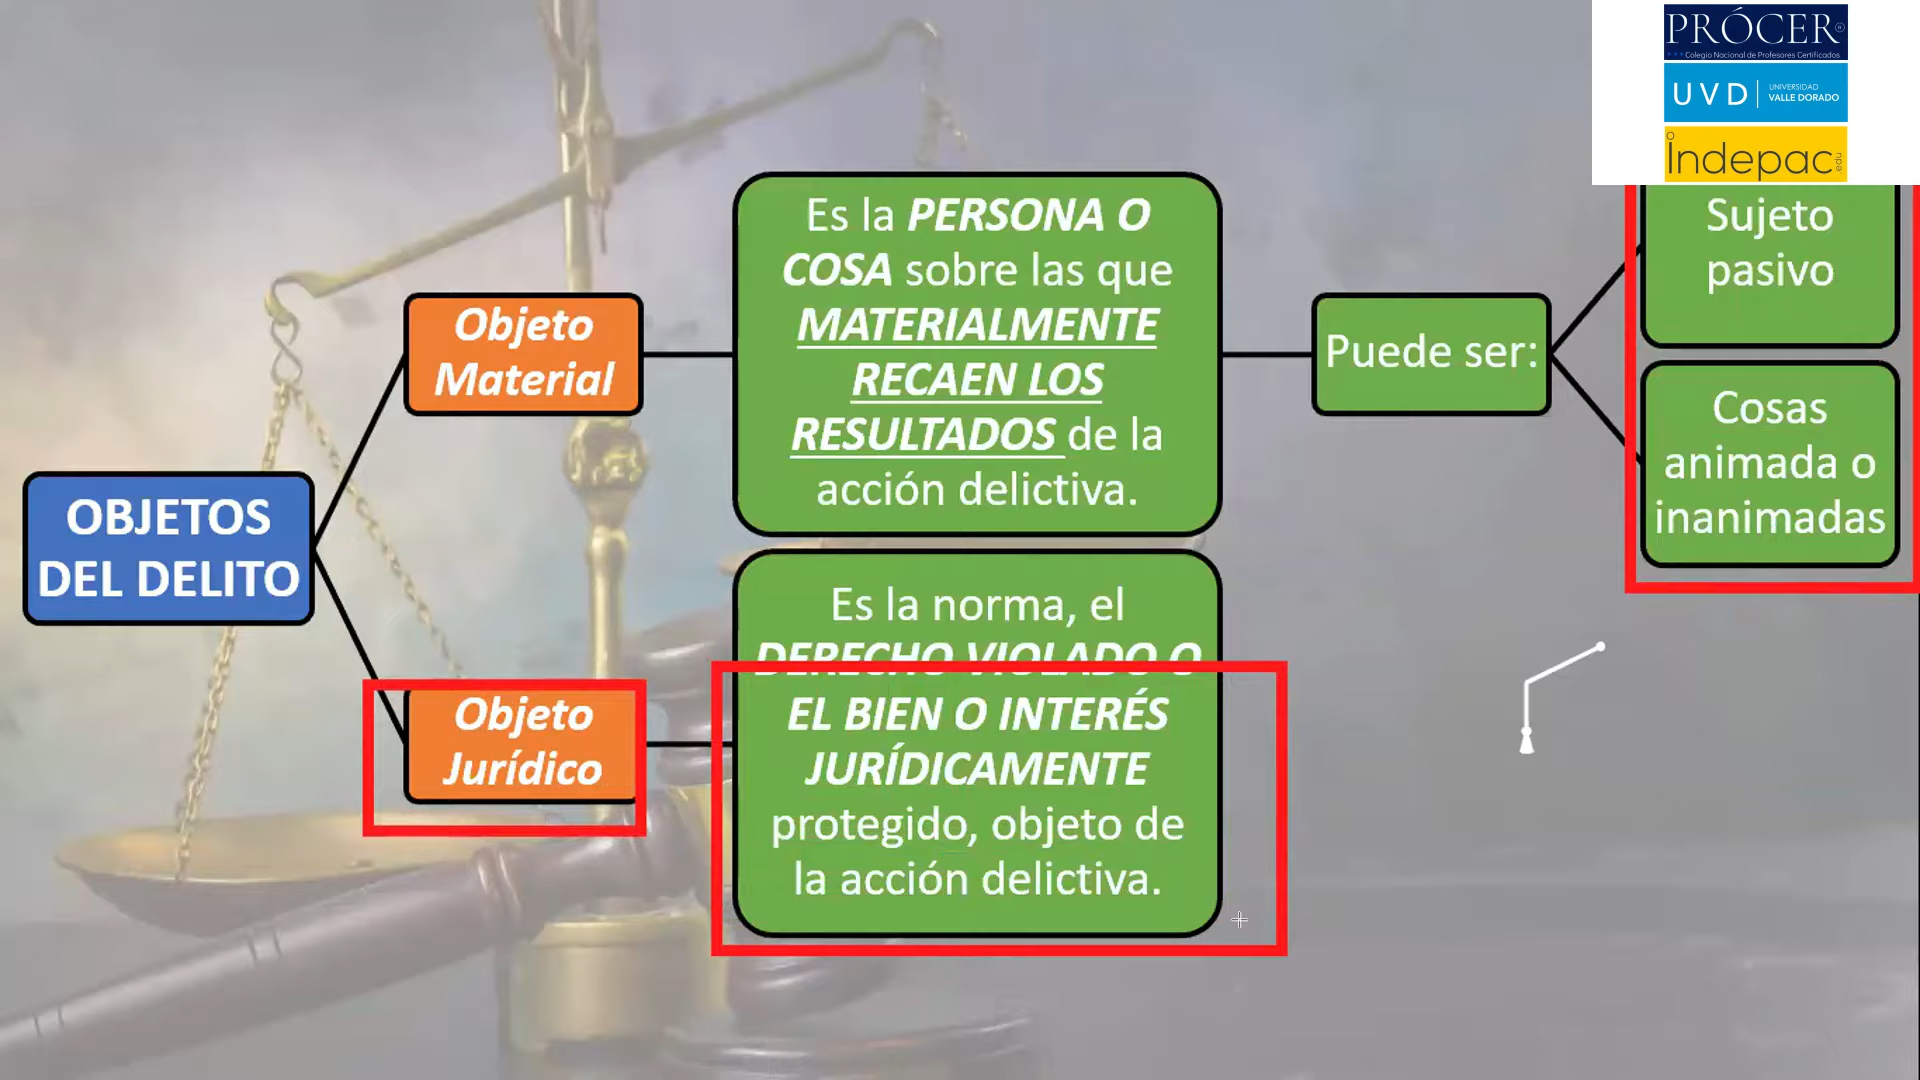 PRÓCER
Colegio Nacional de Profesores Certificados
UVD
UNIVERSIDAD
VALLE DORADO
Indepac
.edu
OBJETOS
DEL DELITO
Objeto
Material
Es la PERSONA O
COSA sobre las que
MATERIALMENTE
RECAEN LOS
RESULTADOS de la
acción delictiva.
Puede ser:
Sujeto
pasivo
Cosas
animada o
inanimadas
Objeto
Jurídico
Es la norma, el
DERECHO VIOLADO O
EL BIEN O INTERÉS
JURÍDICAMENTE
protegido, objeto de
la acción delictiva.